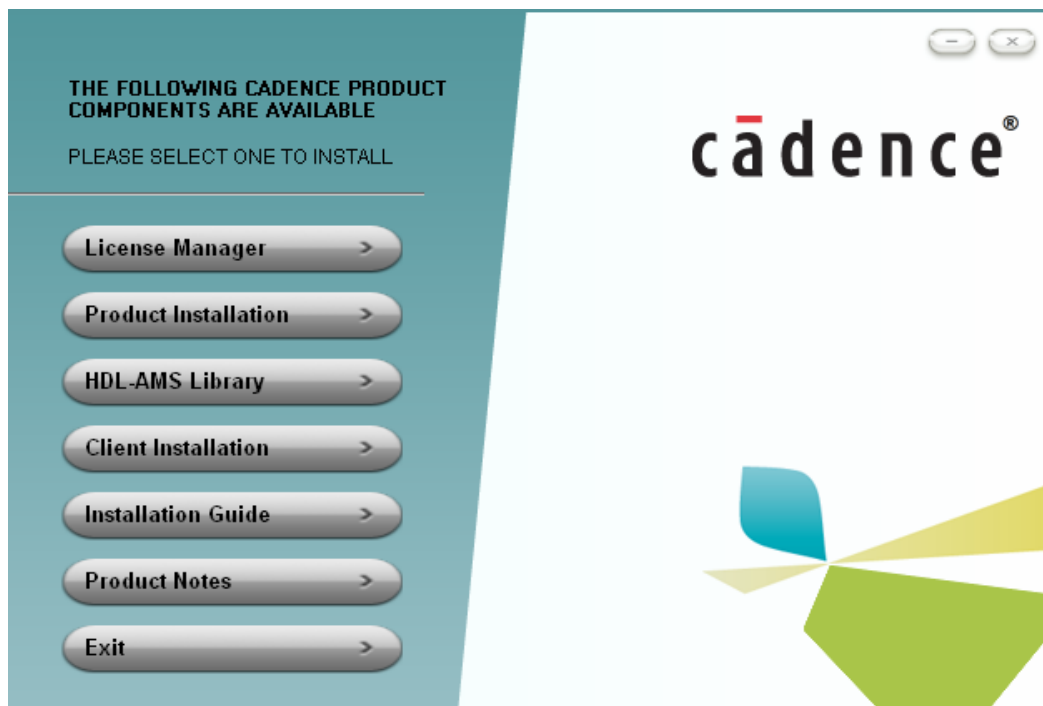 THE FOLLOWING CADENCE PRODUCT
COMPONENTS ARE AVAILABLE
PLEASE SELECT ONE TO INSTALL
License Manager >
Product Installation >
HDL-AMS Library >
Client Installation >
Installation Guide >
Product Notes >
Exit >
cādence®